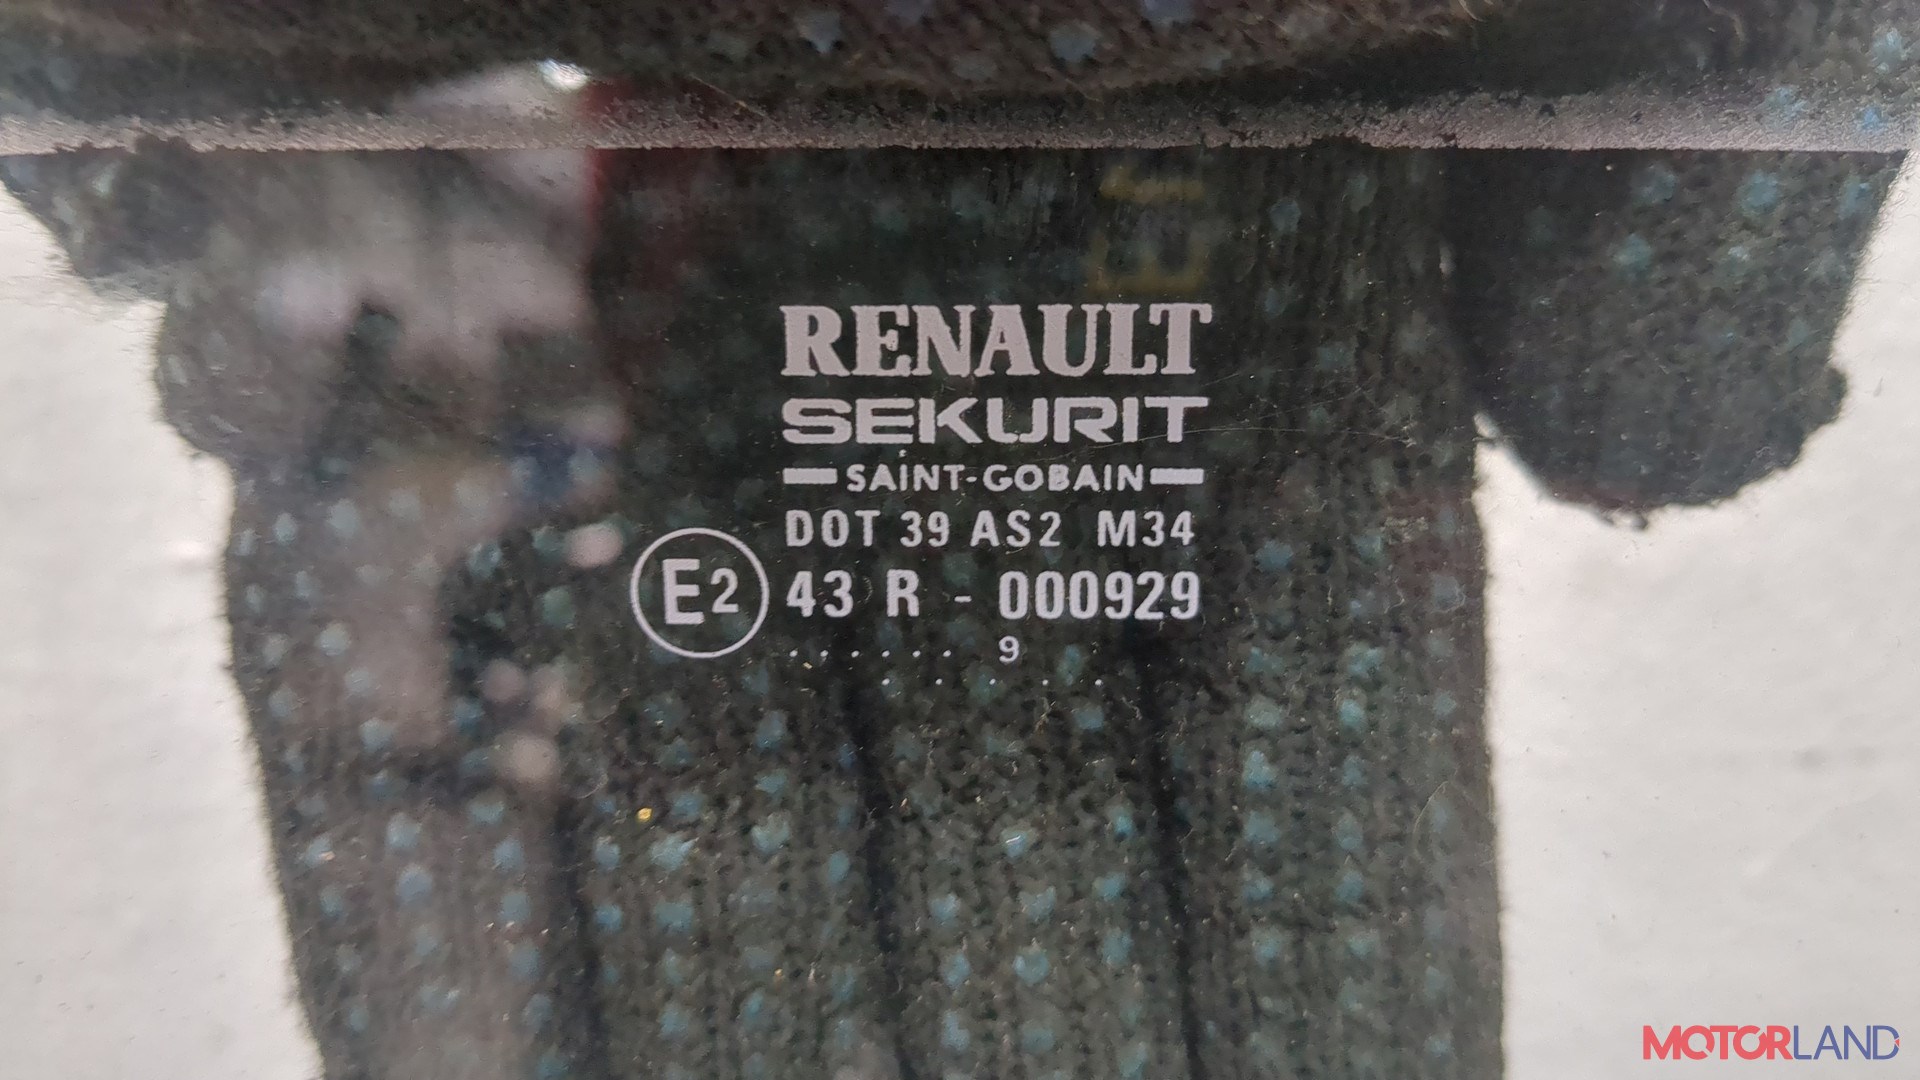 RENAULT
SEKURIT
SAINT-GOBAIN
DOT 39 AS2 M34
E2 43 R - 000929
. . . . . . 9
. . . . .
MOTORLAND